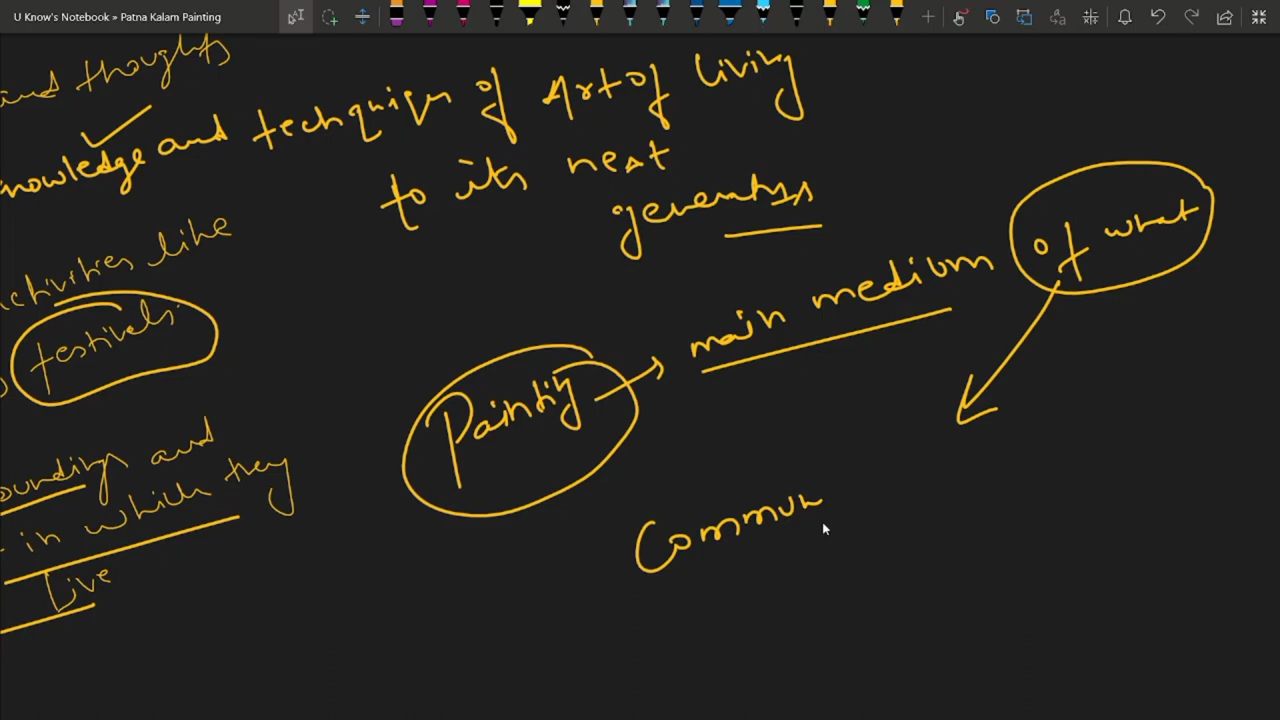 U Know's Notebook » Patna Kalam Painting
and thoughts
nowledge and techniques of Art of living
to its next
generations
activities like
festivals.
main medium of what
Painting
oundings and
in which they
Live
Commun